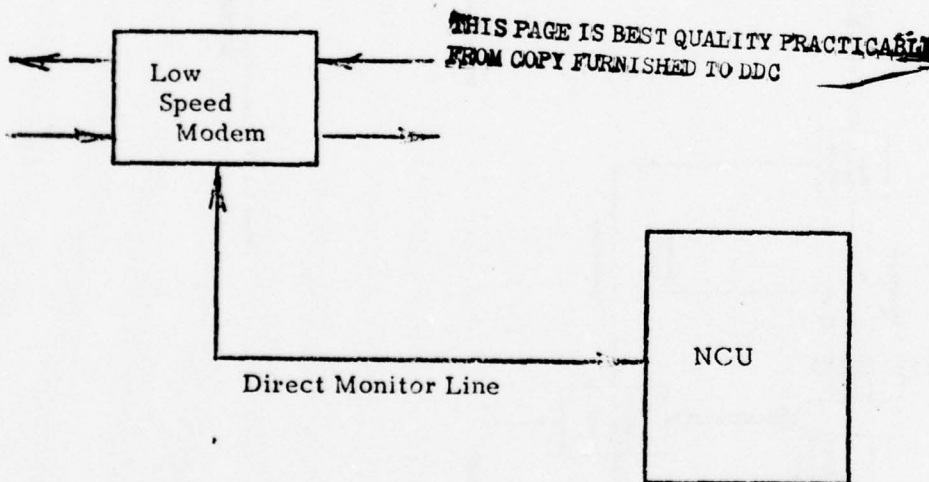 THIS PAGE IS BEST QUALITY PRACTICABLE
FROM COPY FURNISHED TO DDC
Low
Speed
Modem
NCU
Direct Monitor Line